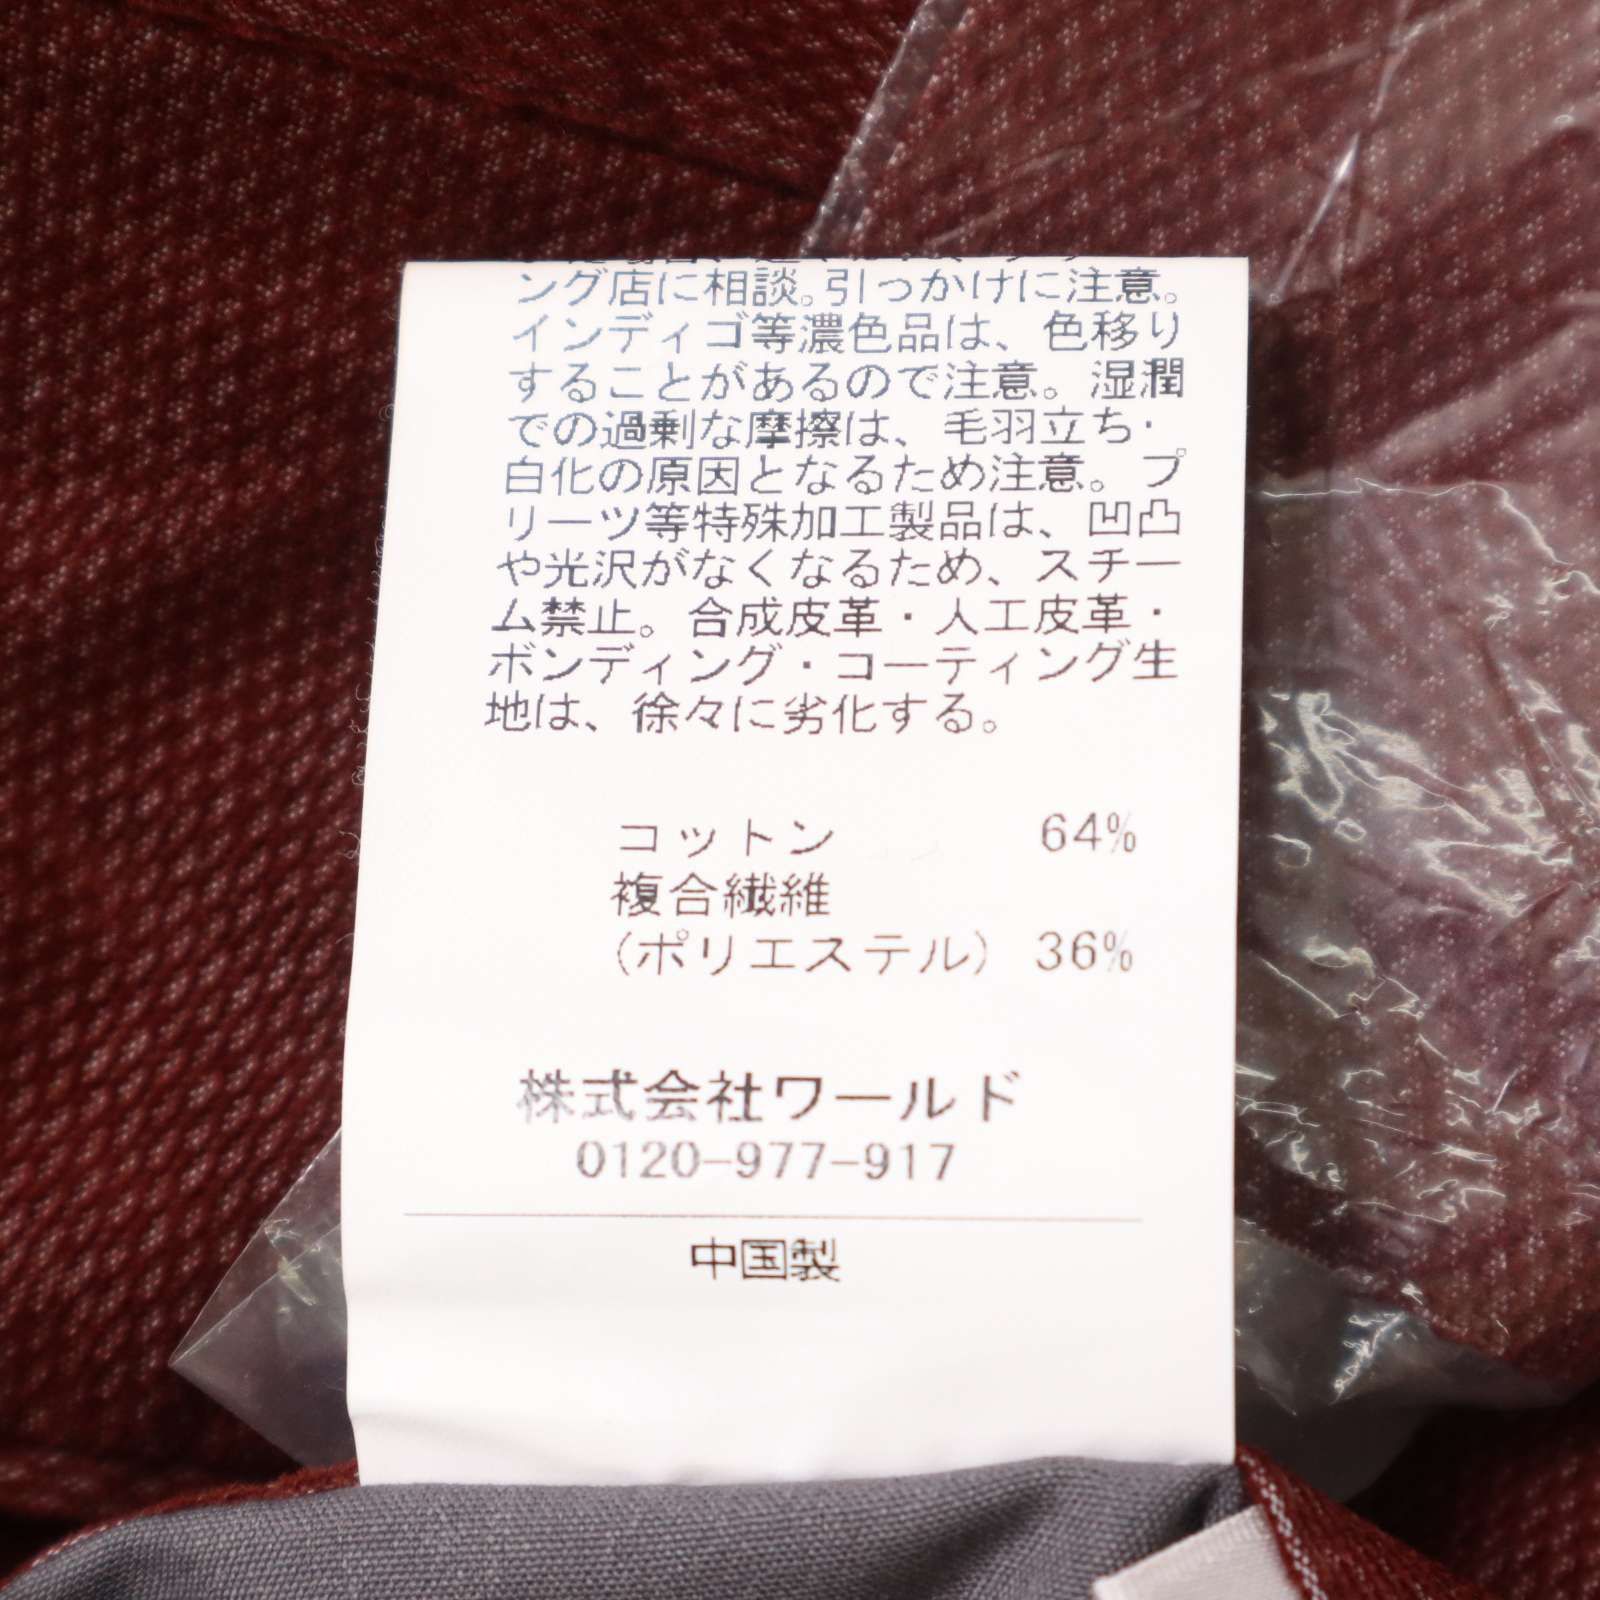 ング店に相談。引っかけに注意。
インディゴ等濃色品は、色移り
することがあるので注意。湿潤
での過剰な摩擦は、毛羽立ち・
白化の原因となるため注意。プ
リーツ等特殊加工製品は、凹凸
や光沢がなくなるため、スチー
ム禁止。合成皮革・人工皮革・
ボンディング・コーティング生
地は、徐々に劣化する。
コットン 64%
複合繊維
(ポリエステル) 36%
株式会社ワールド
0120-977-917
中国製